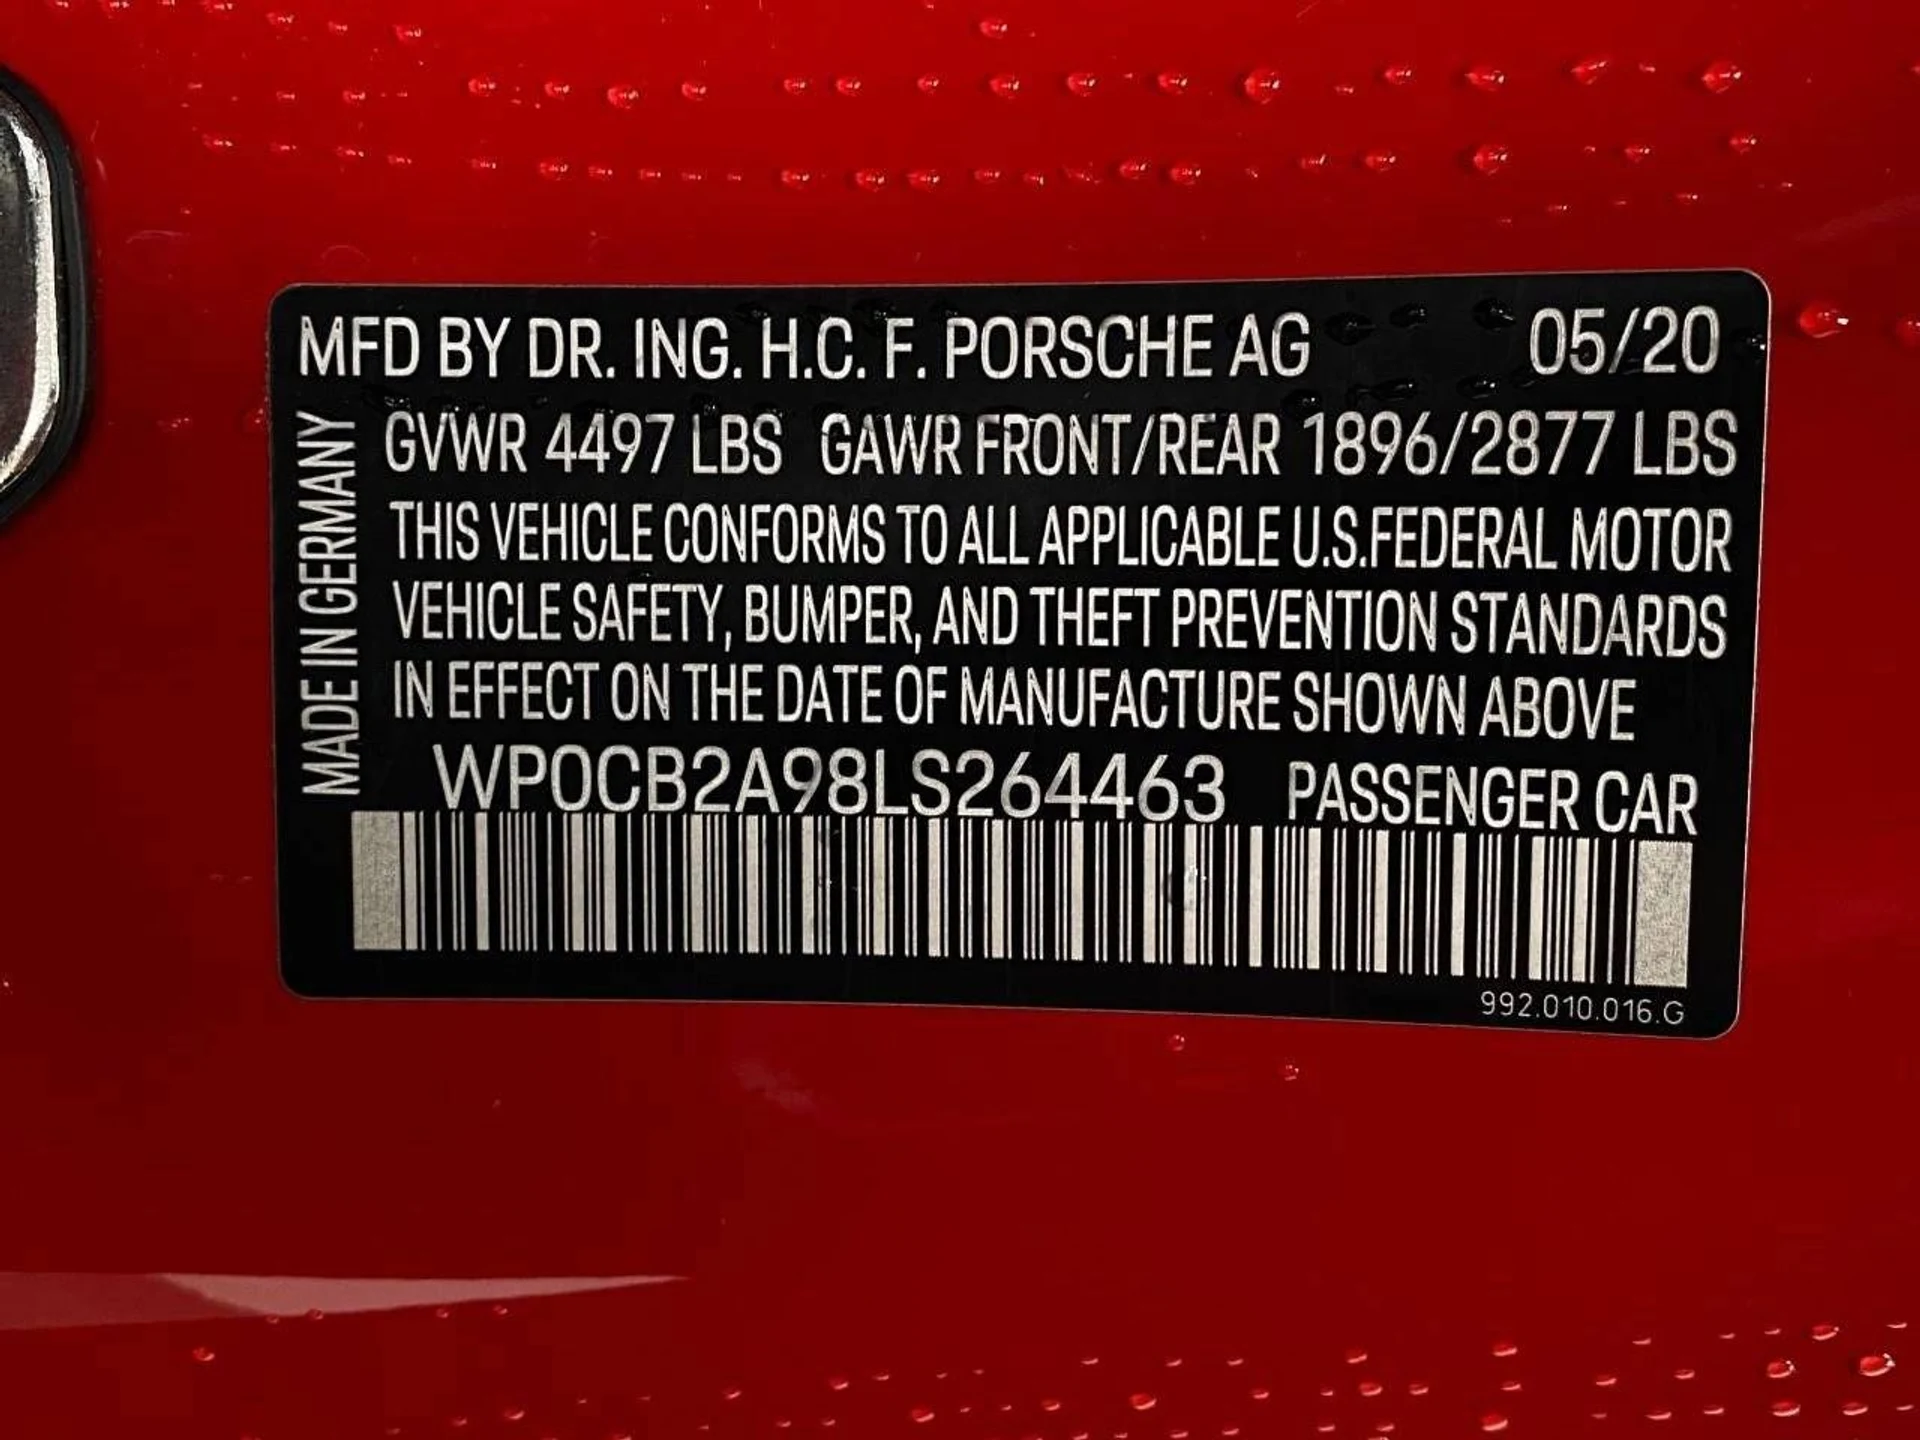 MFD BY DR. ING. H.C. F. PORSCHE AG 05/20
GVWR 4497 LBS GAWR FRONT/REAR 1896/2877 LBS
THIS VEHICLE CONFORMS TO ALL APPLICABLE U.S.FEDERAL MOTOR
VEHICLE SAFETY, BUMPER, AND THEFT PREVENTION STANDARDS
IN EFFECT ON THE DATE OF MANUFACTURE SHOWN ABOVE
WP0CB2A98LS264463 PASSENGER CAR
MADE IN GERMANY
992.010.016.G